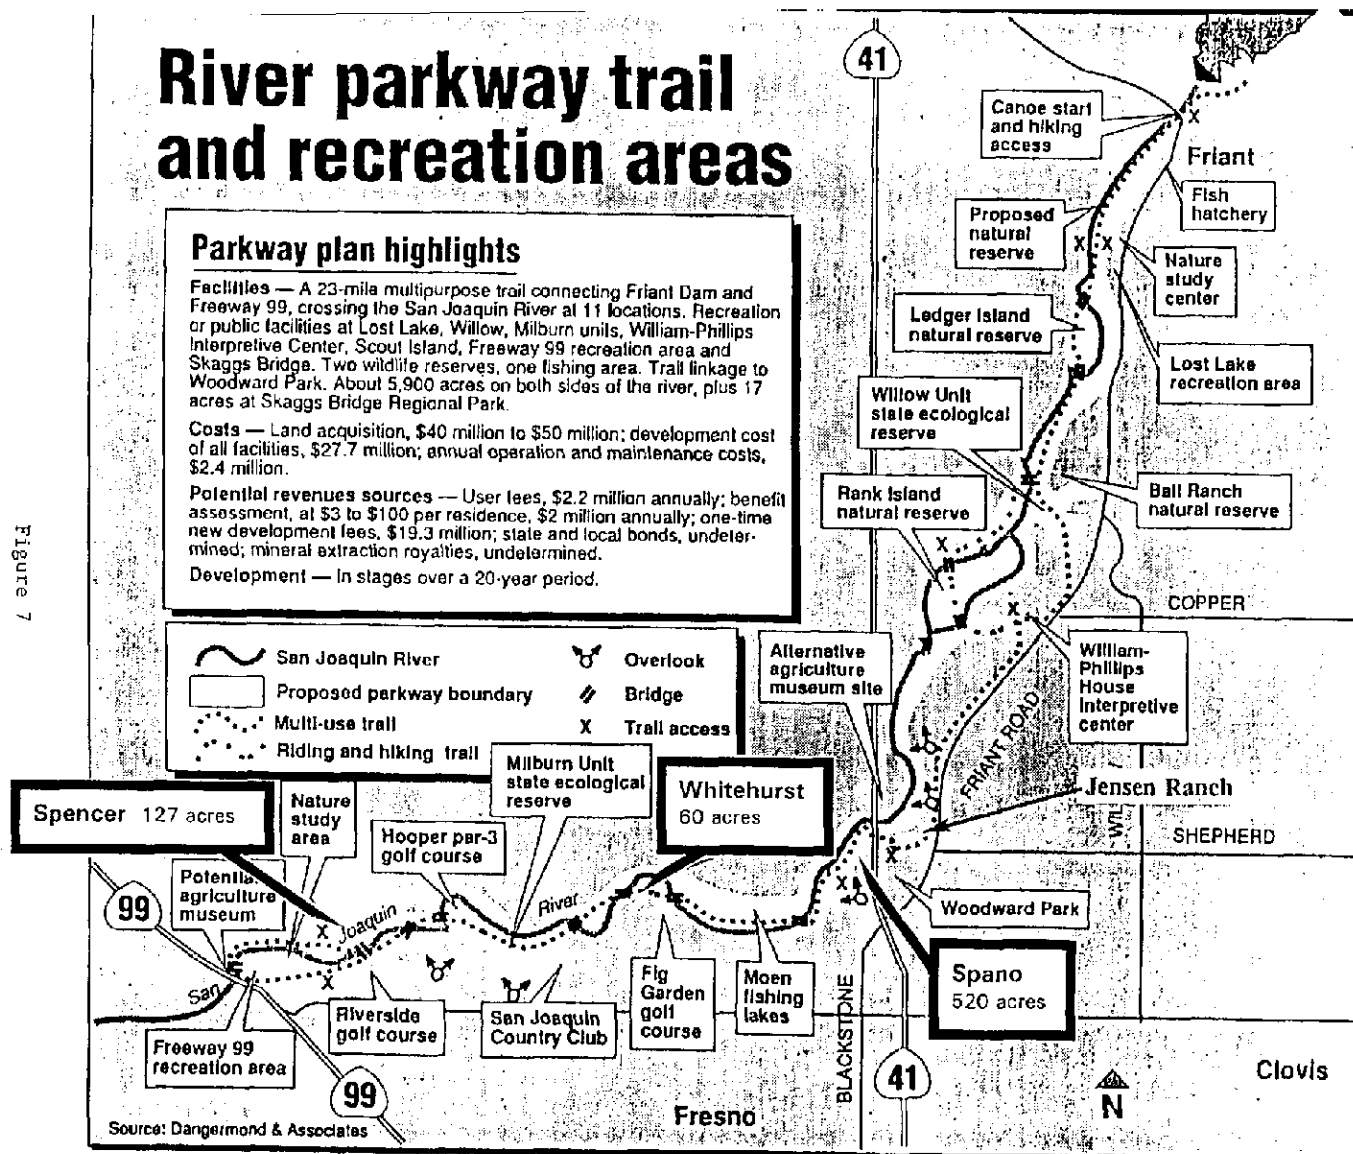 River parkway trail
and recreation areas
Parkway plan highlights
Facilities — A 23-mile multipurpose trail connecting Friant Dam and
Freeway 99, crossing the San Joaquin River at 11 locations. Recreation
or public facilities at Lost Lake, Willow, Milburn units, William-Phillips
Interpretive Center, Scout Island, Freeway 99 recreation area and
Skaggs Bridge. Two wildlife reserves, one fishing area. Trail linkage to
Woodward Park. About 5,900 acres on both sides of the river, plus 17
acres at Skaggs Bridge Regional Park.
Costs — Land acquisition, $40 million to $50 million; development cost
of all facilities, $27.7 million; annual operation and maintenance costs,
$2.4 million.
Potential revenues sources — User fees, $2.2 million annually; benefit
assessment, at $3 to $100 per residence, $2 million annually; one-time
new development fees, $19.3 million; state and local bonds, undeter-
mined; mineral extraction royalties, undetermined.
Development — In stages over a 20-year period.
San Joaquin River
Proposed parkway boundary
Multi-use trail
Riding and hiking trail
Overlook
Bridge
X Trail access
Figure 7
41
Canoe start
and hiking
access
Friant
Fish
hatchery
Proposed
natural
reserve
Nature
study
center
Ledger Island
natural reserve
Lost Lake
recreation area
Willow Unit
state ecological
reserve
Rank Island
natural reserve
Ball Ranch
natural reserve
COPPER
Alternative
agriculture
museum site
William-
Phillips
House
Interpretive
center
FRIANT ROAD
Jensen Ranch
WIL
SHEPHERD
Milburn Unit
state ecological
reserve
Whitehurst
60 acres
Spencer 127 acres
Nature
study
area
Hooper par-3
golf course
Potential
agriculture
museum
99
San
Joaquin
River
Woodward Park
Spano
520 acres
Fig
Garden
golf
course
Moen
fishing
lakes
BLACKSTONE
Riverside
golf course
San Joaquin
Country Club
Freeway 99
recreation area
99
41
Fresno
Clovis
N
Source: Dangermond & Associates
X
X
X
X
X
X
X
X
X
X